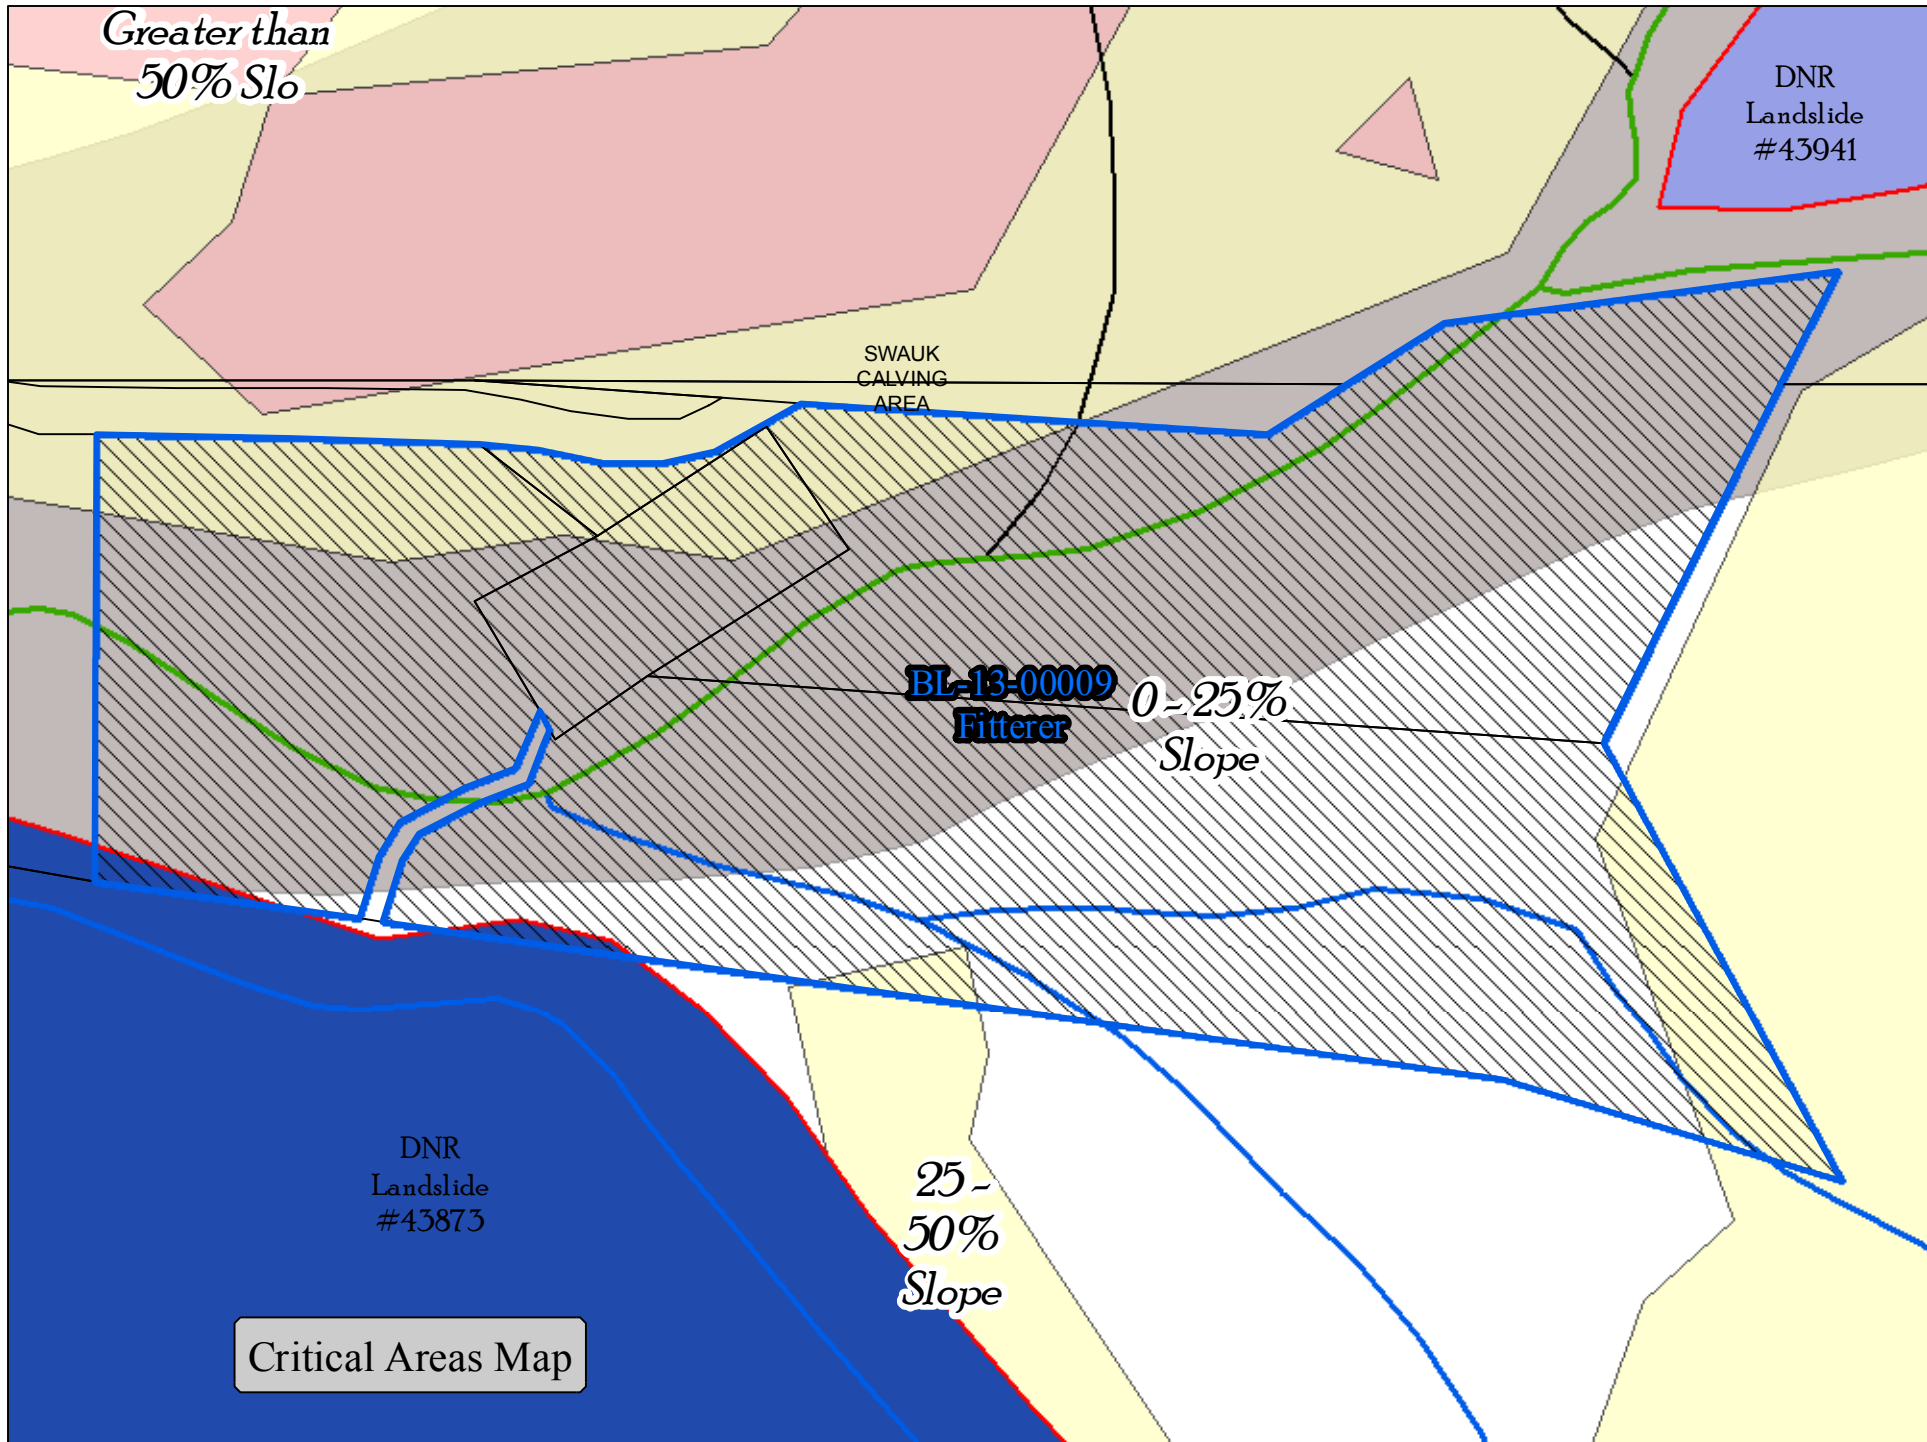 Greater than
50% Slo
DNR
Landslide
#43941
SWAUK
CALVING
AREA
BL-13-00009
Fitterer
0-25%
Slope
DNR
Landslide
#43873
25-
50%
Slope
Critical Areas Map